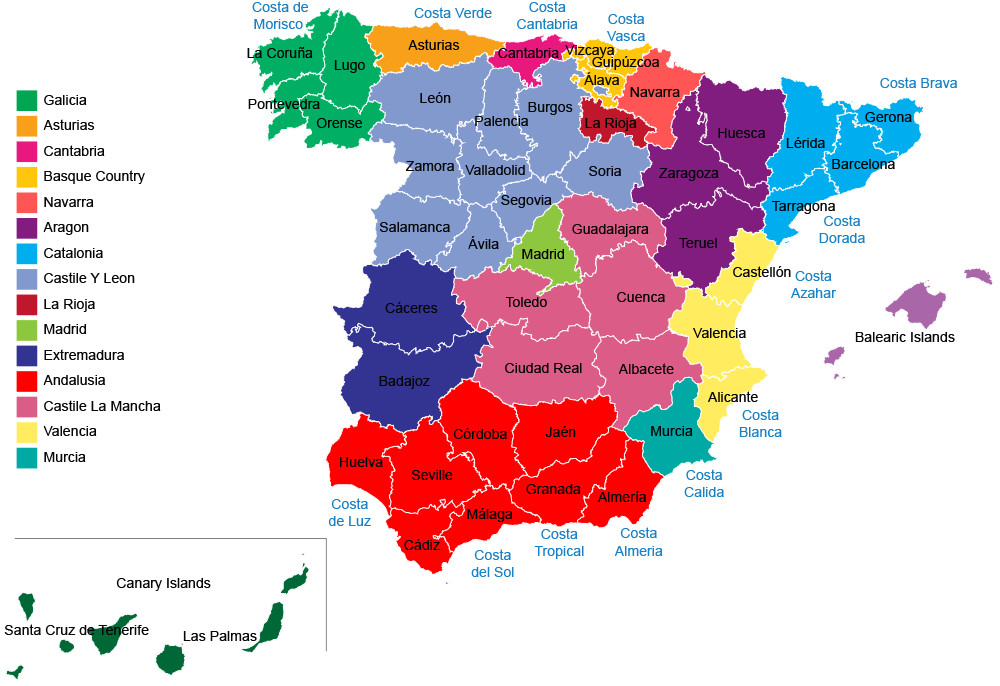 Costa de
Morisco
Costa Verde
Costa
Cantabria
Costa
Vasca
La Coruña
Lugo
Asturias
Cantabria
Vizcaya
Guipúzcoa
Álava
Navarra
Costa Brava
Pontevedra
Orense
León
Palencia
Burgos
La Rioja
Huesca
Lérida
Gerona
Barcelona
Zamora
Valladolid
Soria
Zaragoza
Tarragona
Costa
Dorada
Salamanca
Segovia
Ávila
Madrid
Guadalajara
Teruel
Castellón
Costa
Azahar
Cáceres
Toledo
Cuenca
Valencia
Balearic Islands
Badajoz
Ciudad Real
Albacete
Alicante
Costa
Blanca
Huelva
Seville
Córdoba
Jaén
Murcia
Costa
Calida
Granada
Almería
Málaga
Cádiz
Costa
de Luz
Costa
del Sol
Costa
Tropical
Costa
Almeria
Galicia
Asturias
Cantabria
Basque Country
Navarra
Aragon
Catalonia
Castile Y Leon
La Rioja
Madrid
Extremadura
Andalusia
Castile La Mancha
Valencia
Murcia
Canary Islands
Santa Cruz de Tenerife
Las Palmas